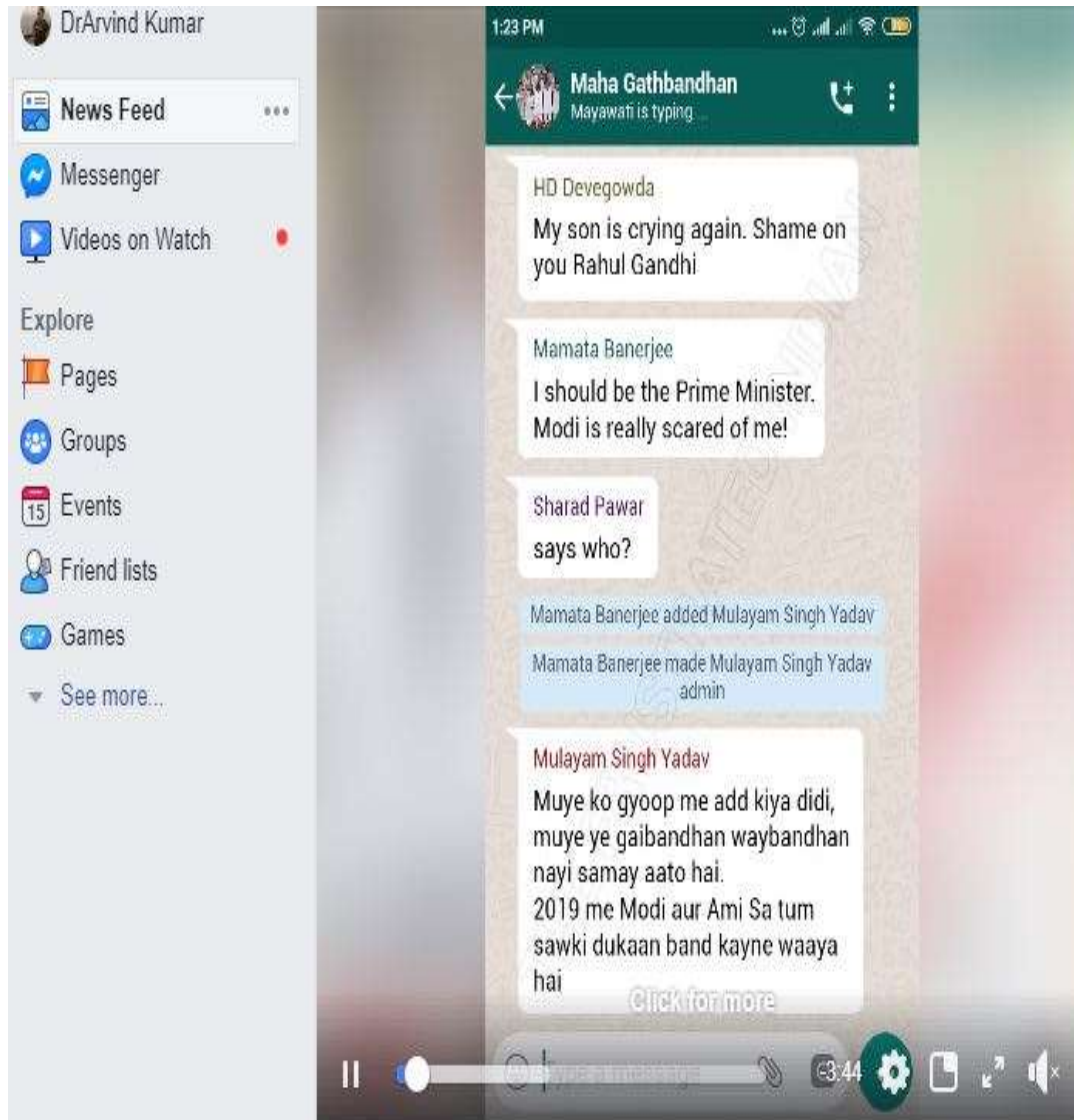 DrArvind Kumar
News Feed
Messenger
Videos on Watch
Explore
Pages
Groups
15 Events
Friend lists
Games
See more...
1:23 PM
Maha Gathbandhan
Mayawati is typing...
HD Devegowda
My son is crying again. Shame on
you Rahul Gandhi
Mamata Banerjee
I should be the Prime Minister.
Modi is really scared of me!
Sharad Pawar
says who?
Mamata Banerjee added Mulayam Singh Yadav
Mamata Banerjee made Mulayam Singh Yadav
admin
Mulayam Singh Yadav
Muye ko gyoop me add kiya didi,
muye ye gaibandhan waybandhan
nayi samay aato hai.
2019 me Modi aur Ami Sa tum
sawki dukaan band kayne waaya
hai
Click for more
Type a message
-3:44